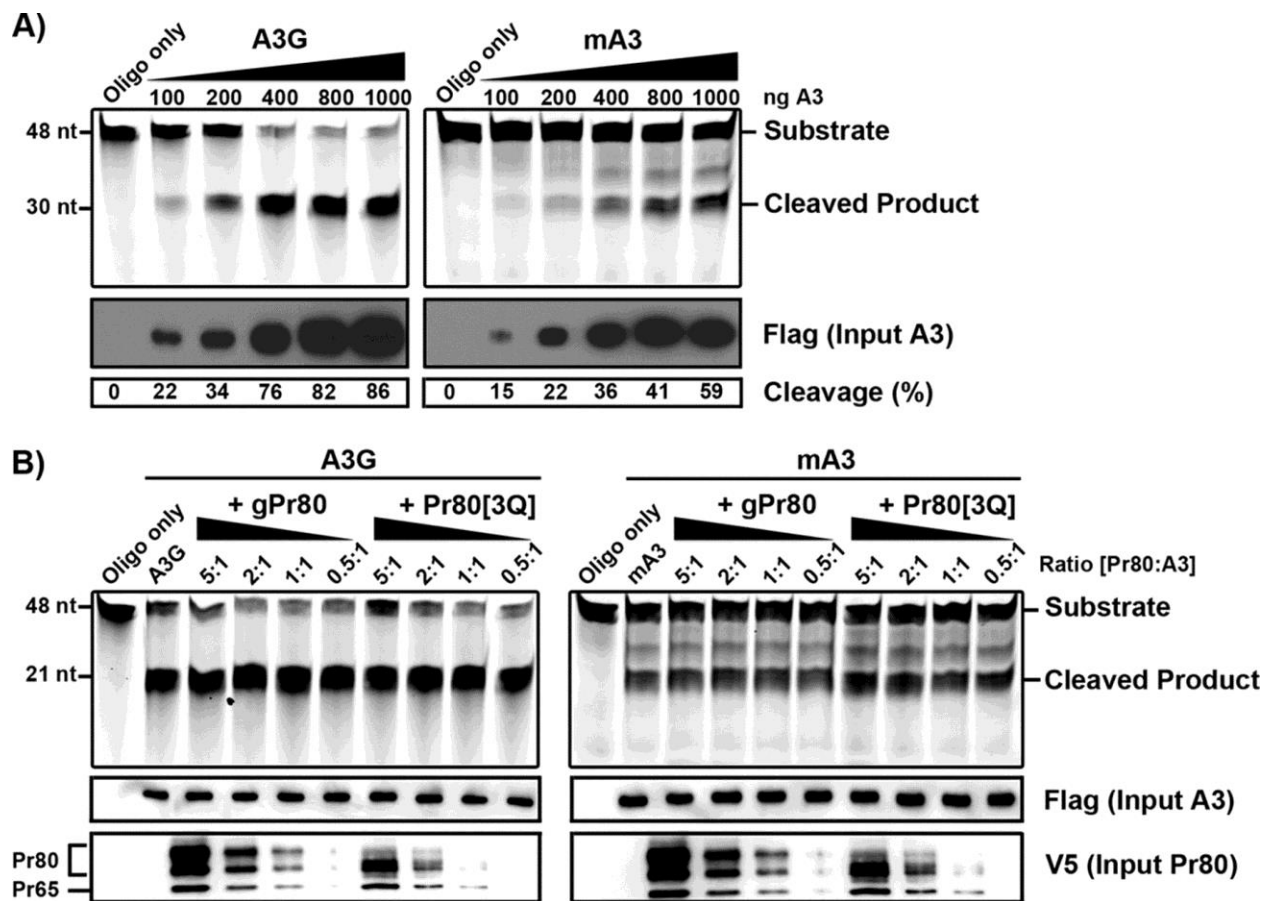 A)
A3G mA3
Oligo only 100 200 400 800 1000 Oligo only 100 200 400 800 1000 ng A3
48 nt Substrate
30 nt Cleaved Product
Flag (Input A3)
0 22 34 76 82 86 0 15 22 36 41 59 Cleavage (%)
B)
A3G mA3
+ gPr80 + Pr80[3Q] + gPr80 + Pr80[3Q]
Oligo only A3G 5:1 2:1 1:1 0.5:1 5:1 2:1 1:1 0.5:1 Oligo only mA3 5:1 2:1 1:1 0.5:1 5:1 2:1 1:1 0.5:1 Ratio [Pr80:A3]
48 nt Substrate
21 nt Cleaved Product
Flag (Input A3)
Pr80 V5 (Input Pr80)
Pr65